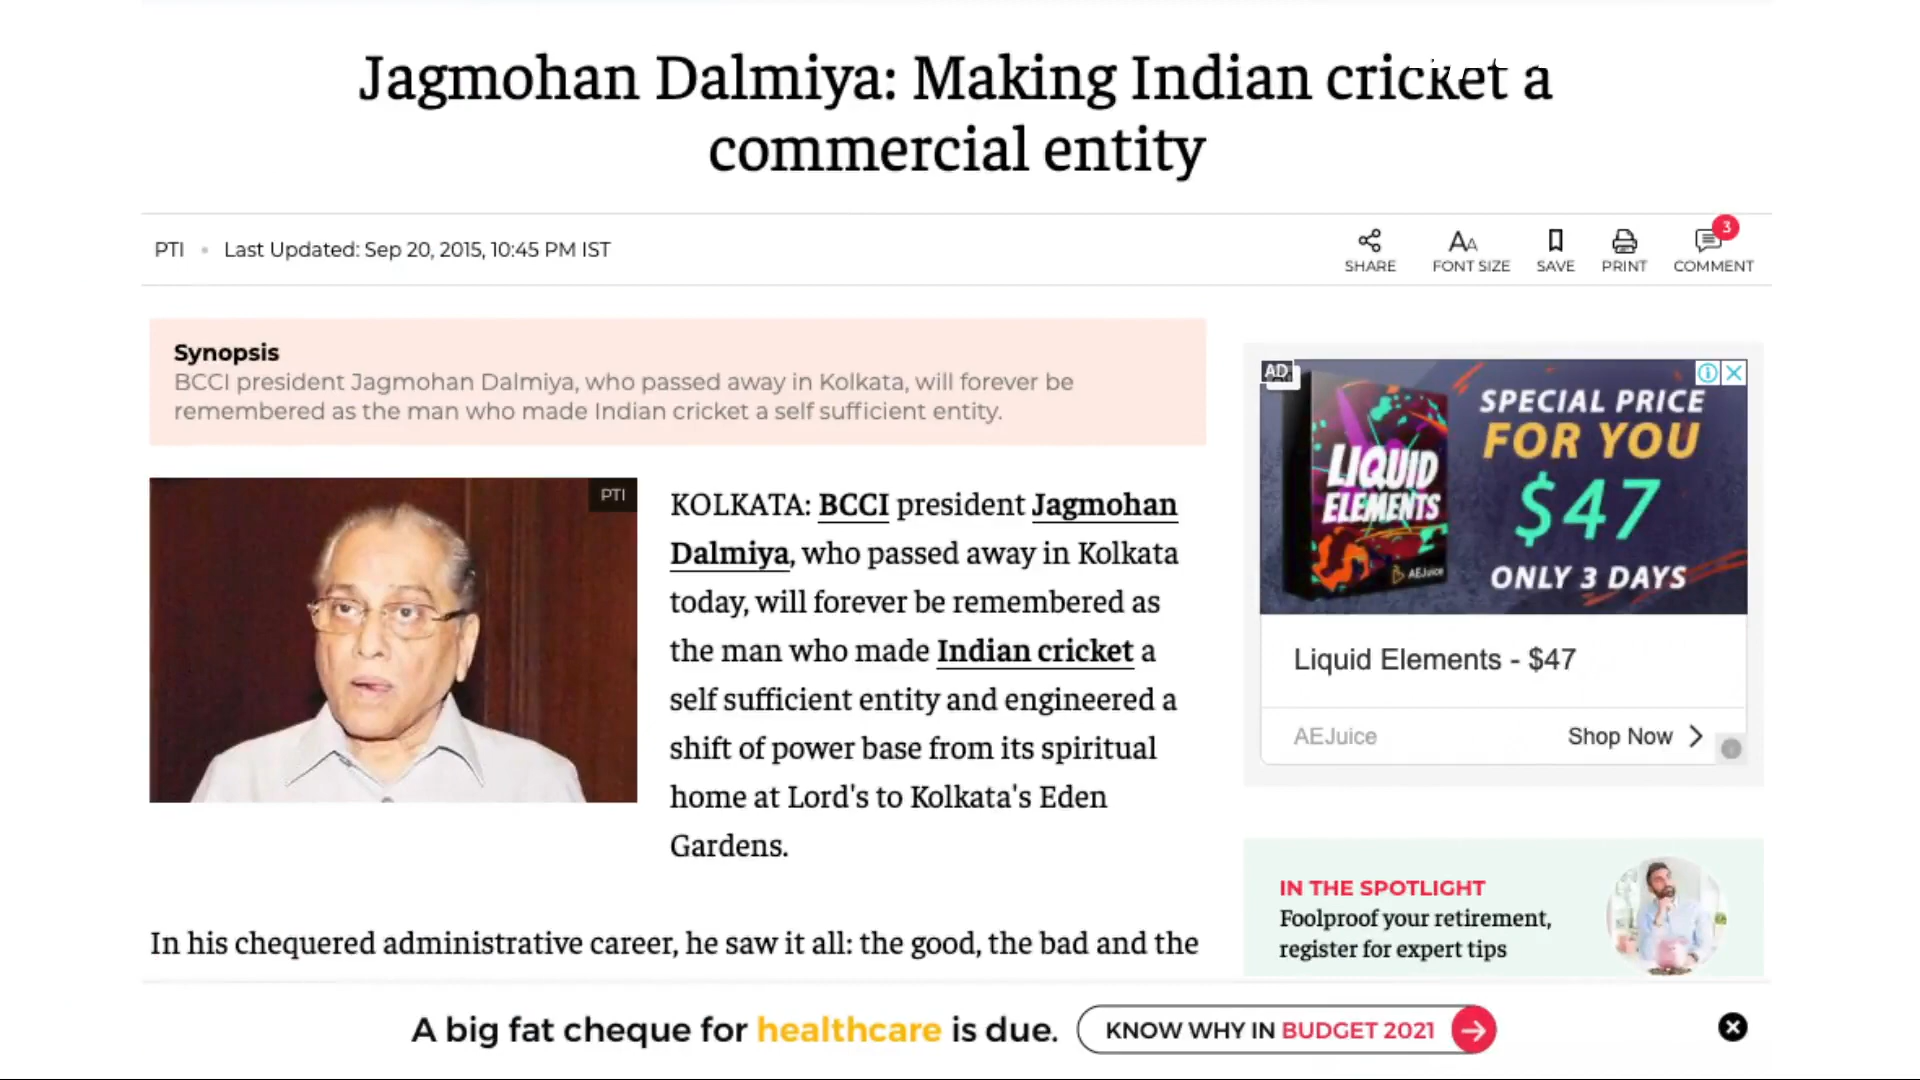 Jagmohan Dalmiya: Making Indian cricket a
commercial entity
PTI • Last Updated: Sep 20, 2015, 10:45 PM IST
SHARE
FONT SIZE
SAVE
PRINT
3
COMMENT
Synopsis
BCCI president Jagmohan Dalmiya, who passed away in Kolkata, will forever be
remembered as the man who made Indian cricket a self sufficient entity.
PTI
KOLKATA: BCCI president Jagmohan
Dalmiya, who passed away in Kolkata
today, will forever be remembered as
the man who made Indian cricket a
self sufficient entity and engineered a
shift of power base from its spiritual
home at Lord's to Kolkata's Eden
Gardens.
In his chequered administrative career, he saw it all: the good, the bad and the
AD
LIQUID
ELEMENTS
AEJuice
SPECIAL PRICE
FOR YOU
$47
ONLY 3 DAYS
Liquid Elements - $47
AEJuice
Shop Now
IN THE SPOTLIGHT
Foolproof your retirement,
register for expert tips
A big fat cheque for healthcare is due.
KNOW WHY IN BUDGET 2021